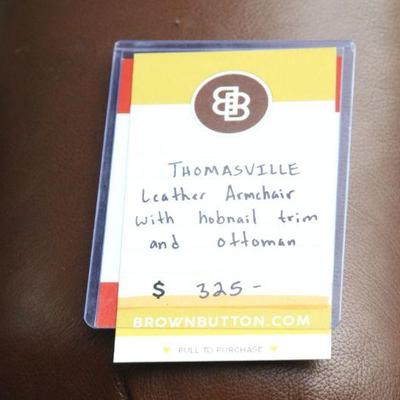 BB
THOMASVILLE
Leather Armchair
with hobnail trim
and ottoman
$ 325-
BROWNBUTTON.COM
PULL TO PURCHASE